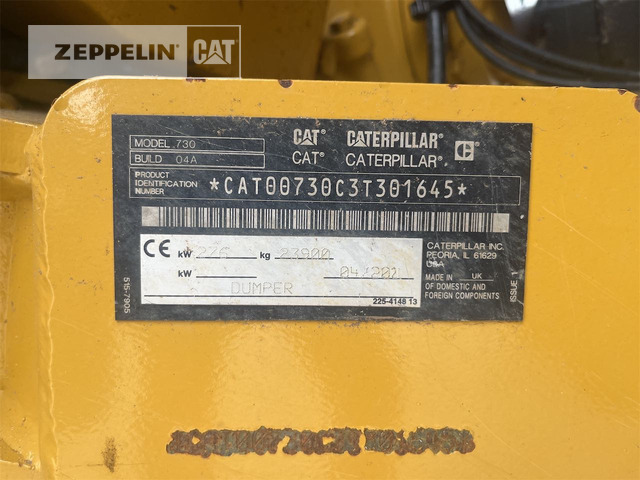 ZEPPELIN CAT
MODEL 730
BUILD 04A
CAT CATERPILLAR
CAT® CATERPILLAR® C
PRODUCT IDENTIFICATION NUMBER
*CAT00730C3T301645*
CE kW kg 23900
kW
DUMPER
225-4148 13
CATERPILLAR INC.
PEORIA, IL 61629
USA
MADE IN UK
OF DOMESTIC AND
FOREIGN COMPONENTS
515-7905
ISSUE 1